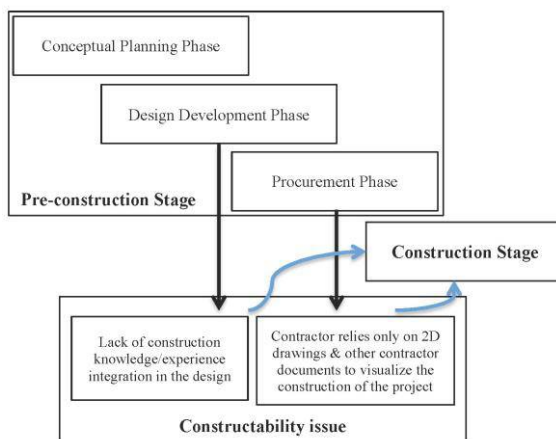 Conceptual Planning Phase
Design Development Phase
Procurement Phase
Pre-construction Stage
Construction Stage
Lack of construction
knowledge/experience
integration in the design
Contractor relies only on 2D
drawings & other contractor
documents to visualize the
construction of the project
Constructability issue